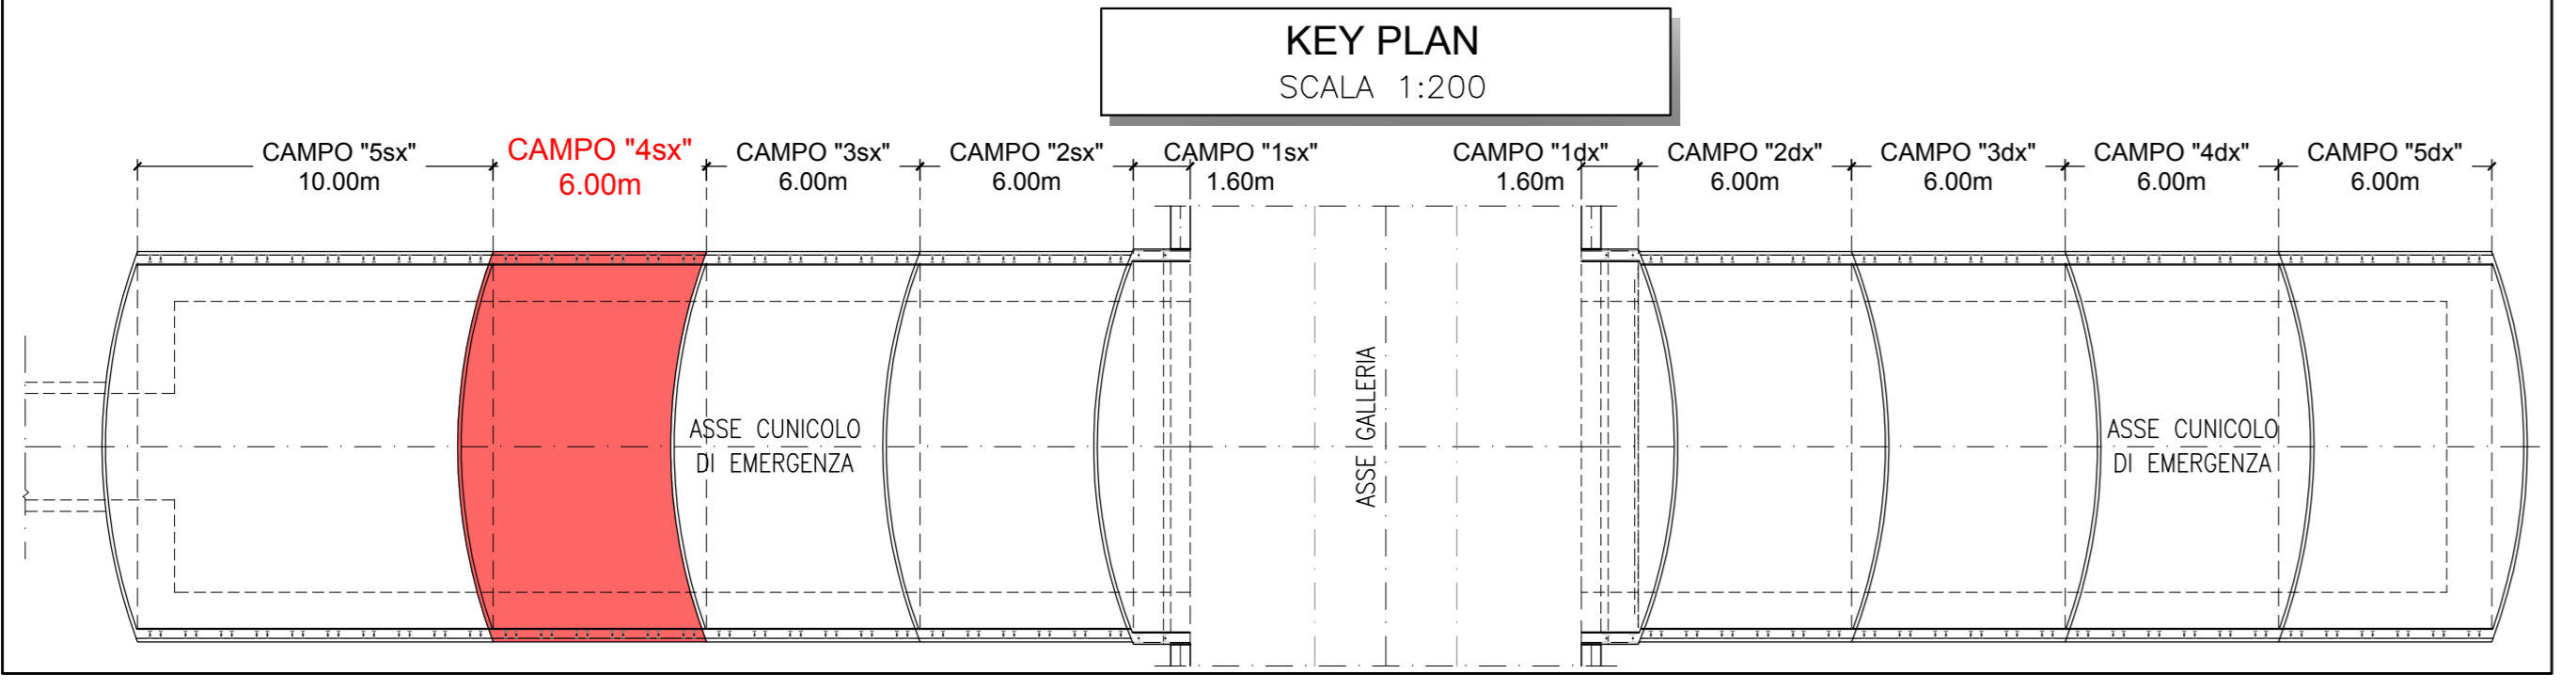 KEY PLAN
SCALA 1:200
CAMPO "5sx"
10.00m
CAMPO "4sx"
6.00m
CAMPO "3sx"
6.00m
CAMPO "2sx"
6.00m
CAMPO "1sx"
1.60m
CAMPO "1dx"
1.60m
CAMPO "2dx"
6.00m
CAMPO "3dx"
6.00m
CAMPO "4dx"
6.00m
CAMPO "5dx"
6.00m
ASSE CUNICOLO
DI EMERGENZA
ASSE GALLERIA
ASSE CUNICOLO
DI EMERGENZA